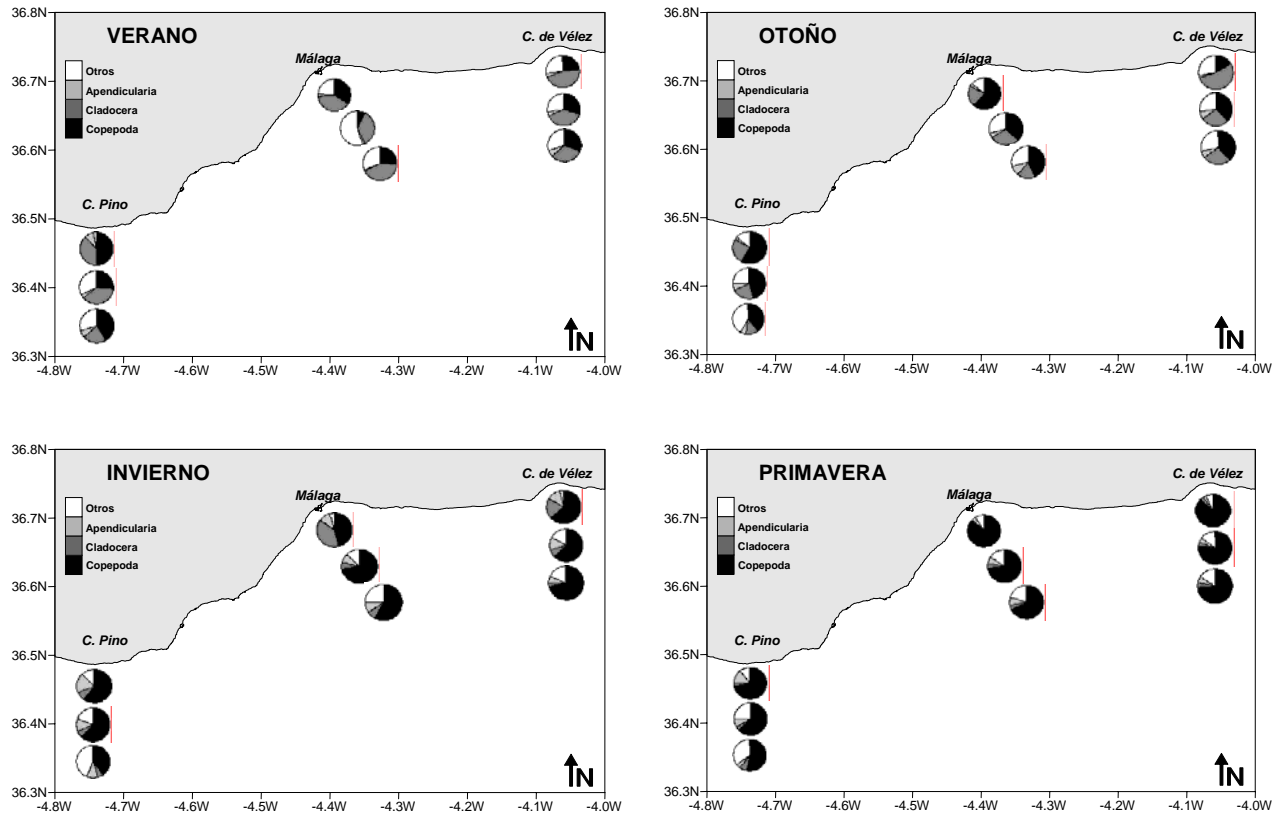 VERANO
C. de Vélez
Málaga
Otros
Apendicularia
Cladocera
Copepoda
C. Pino
N
36.8N
36.7N
36.6N
36.5N
36.4N
36.3N
-4.8W -4.7W -4.6W -4.5W -4.4W -4.3W -4.2W -4.1W -4.0W
OTOÑO
C. de Vélez
Málaga
Otros
Apendicularia
Cladocera
Copepoda
C. Pino
N
36.8N
36.7N
36.6N
36.5N
36.4N
36.3N
-4.8W -4.7W -4.6W -4.5W -4.4W -4.3W -4.2W -4.1W -4.0W
INVIERNO
C. de Vélez
Málaga
Otros
Apendicularia
Cladocera
Copepoda
C. Pino
N
36.8N
36.7N
36.6N
36.5N
36.4N
36.3N
-4.8W -4.7W -4.6W -4.5W -4.4W -4.3W -4.2W -4.1W -4.0W
PRIMAVERA
C. de Vélez
Málaga
Otros
Apendicularia
Cladocera
Copepoda
C. Pino
N
36.8N
36.7N
36.6N
36.5N
36.4N
36.3N
-4.8W -4.7W -4.6W -4.5W -4.4W -4.3W -4.2W -4.1W -4.0W